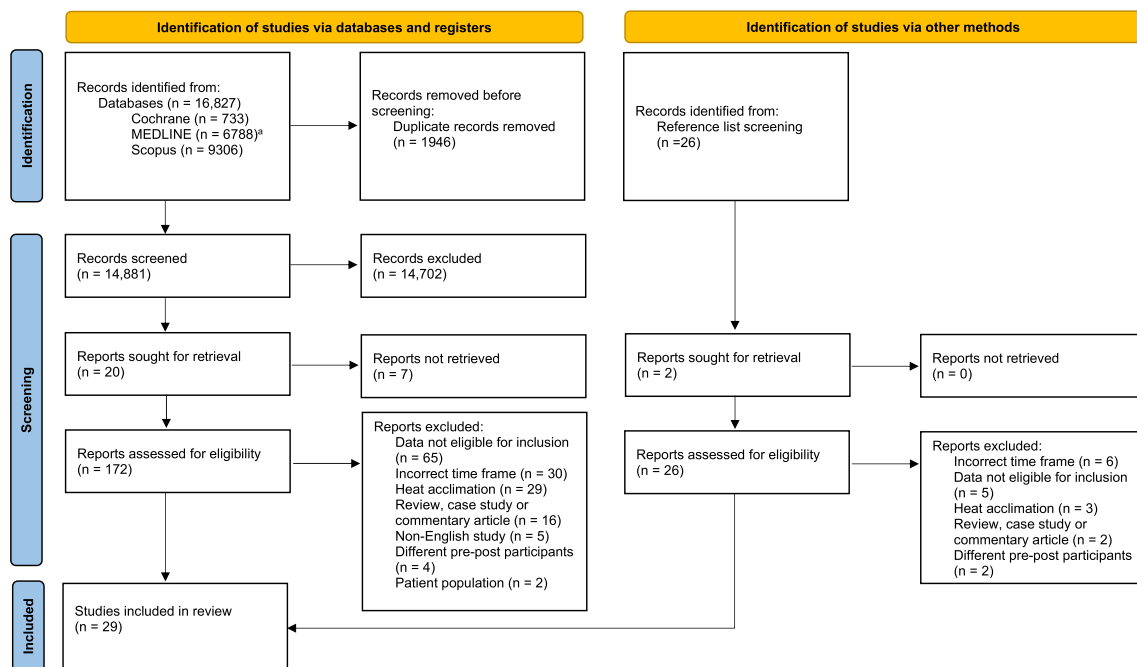 Identification of studies via databases and registers
Identification of studies via other methods
Identification
Records identified from:
Databases (n = 16,827)
Cochrane (n = 733)
MEDLINE (n = 6788)ᵃ
Scopus (n = 9306)
Records removed before
screening:
Duplicate records removed
(n = 1946)
Records identified from:
Reference list screening
(n =26)
Screening
Records screened
(n = 14,881)
Records excluded
(n = 14,702)
Reports sought for retrieval
(n = 20)
Reports not retrieved
(n = 7)
Reports sought for retrieval
(n = 2)
Reports not retrieved
(n = 0)
Reports assessed for eligibility
(n = 172)
Reports excluded:
Data not eligible for inclusion
(n = 65)
Incorrect time frame (n = 30)
Heat acclimation (n = 29)
Review, case study or
commentary article (n = 16)
Non-English study (n = 5)
Different pre-post participants
(n = 4)
Patient population (n = 2)
Reports assessed for eligibility
(n = 26)
Reports excluded:
Incorrect time frame (n = 6)
Data not eligible for inclusion
(n = 5)
Heat acclimation (n = 3)
Review, case study or
commentary article (n = 2)
Different pre-post participants
(n = 2)
Included
Studies included in review
(n = 29)